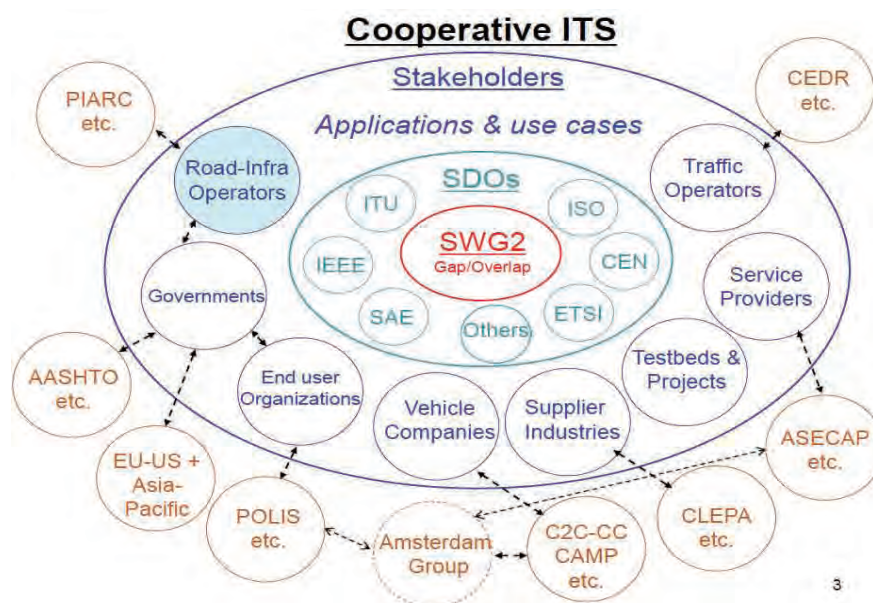 Cooperative ITS
Stakeholders
Applications & use cases
PIARC
etc.
CEDR
etc.
Road-Infra
Operators
Traffic
Operators
SDOs
ITU
ISO
SWG2
Gap/Overlap
IEEE
CEN
SAE
Others
ETSI
Governments
Service
Providers
AASHTO
etc.
End user
Organizations
Vehicle
Companies
Supplier
Industries
Testbeds &
Projects
EU-US +
Asia-
Pacific
POLIS
etc.
Amsterdam
Group
C2C-CC
CAMP
etc.
CLEPA
etc.
ASECAP
etc.
3